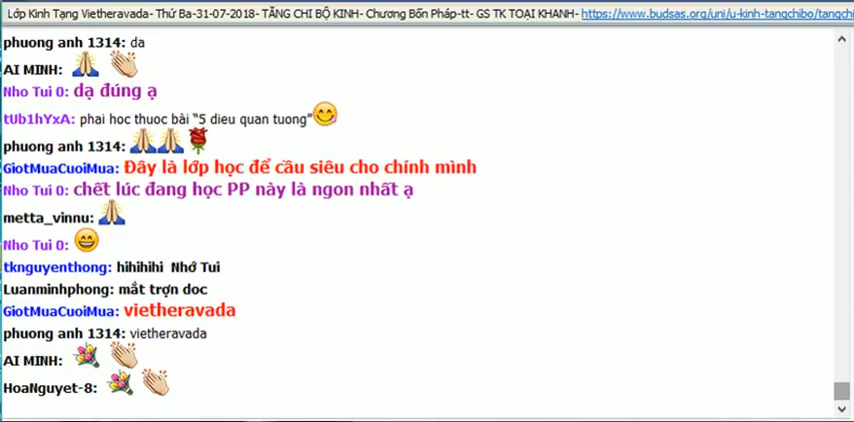 Lớp Kinh Tạng Vietheravada- Thứ Ba-31-07-2018- TĂNG CHI BỘ KINH- Chương Bốn Pháp-tt- GS TK TOẠI KHANH- https://www.budsas.org/uni/u-kinh-tangchibo/tangchi
phuong anh 1314: da
AI MINH:
Nho Tui 0: dạ đúng ạ
tUb1hYxA: phai hoc thuoc bài "5 dieu quan tuong"
phuong anh 1314:
GiotMuaCuoiMua: Đây là lớp học để cầu siêu cho chính mình
Nho Tui 0: chết lúc đang học PP này là ngon nhất ạ
metta_vinnu:
Nho Tui 0:
tknguyenthong: hihihihi Nhớ Tui
Luanminhphong: mắt trợn doc
GiotMuaCuoiMua: vietheravada
phuong anh 1314: vietheravada
AI MINH:
HoaNguyet-8: